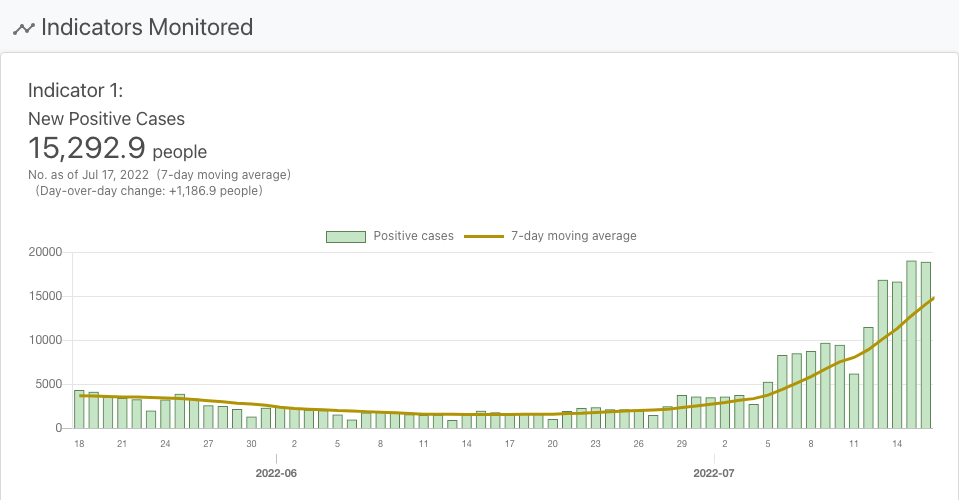 Indicators Monitored
Indicator 1:
New Positive Cases
15,292.9 people
No. as of Jul 17, 2022 (7-day moving average)
(Day-over-day change: +1,186.9 people)
Positive cases 7-day moving average
20000
15000
10000
5000
0
18 21 24 27 30 2 5 8 11 14 17 20 23 26 29 2 5 8 11 14
2022-06 2022-07